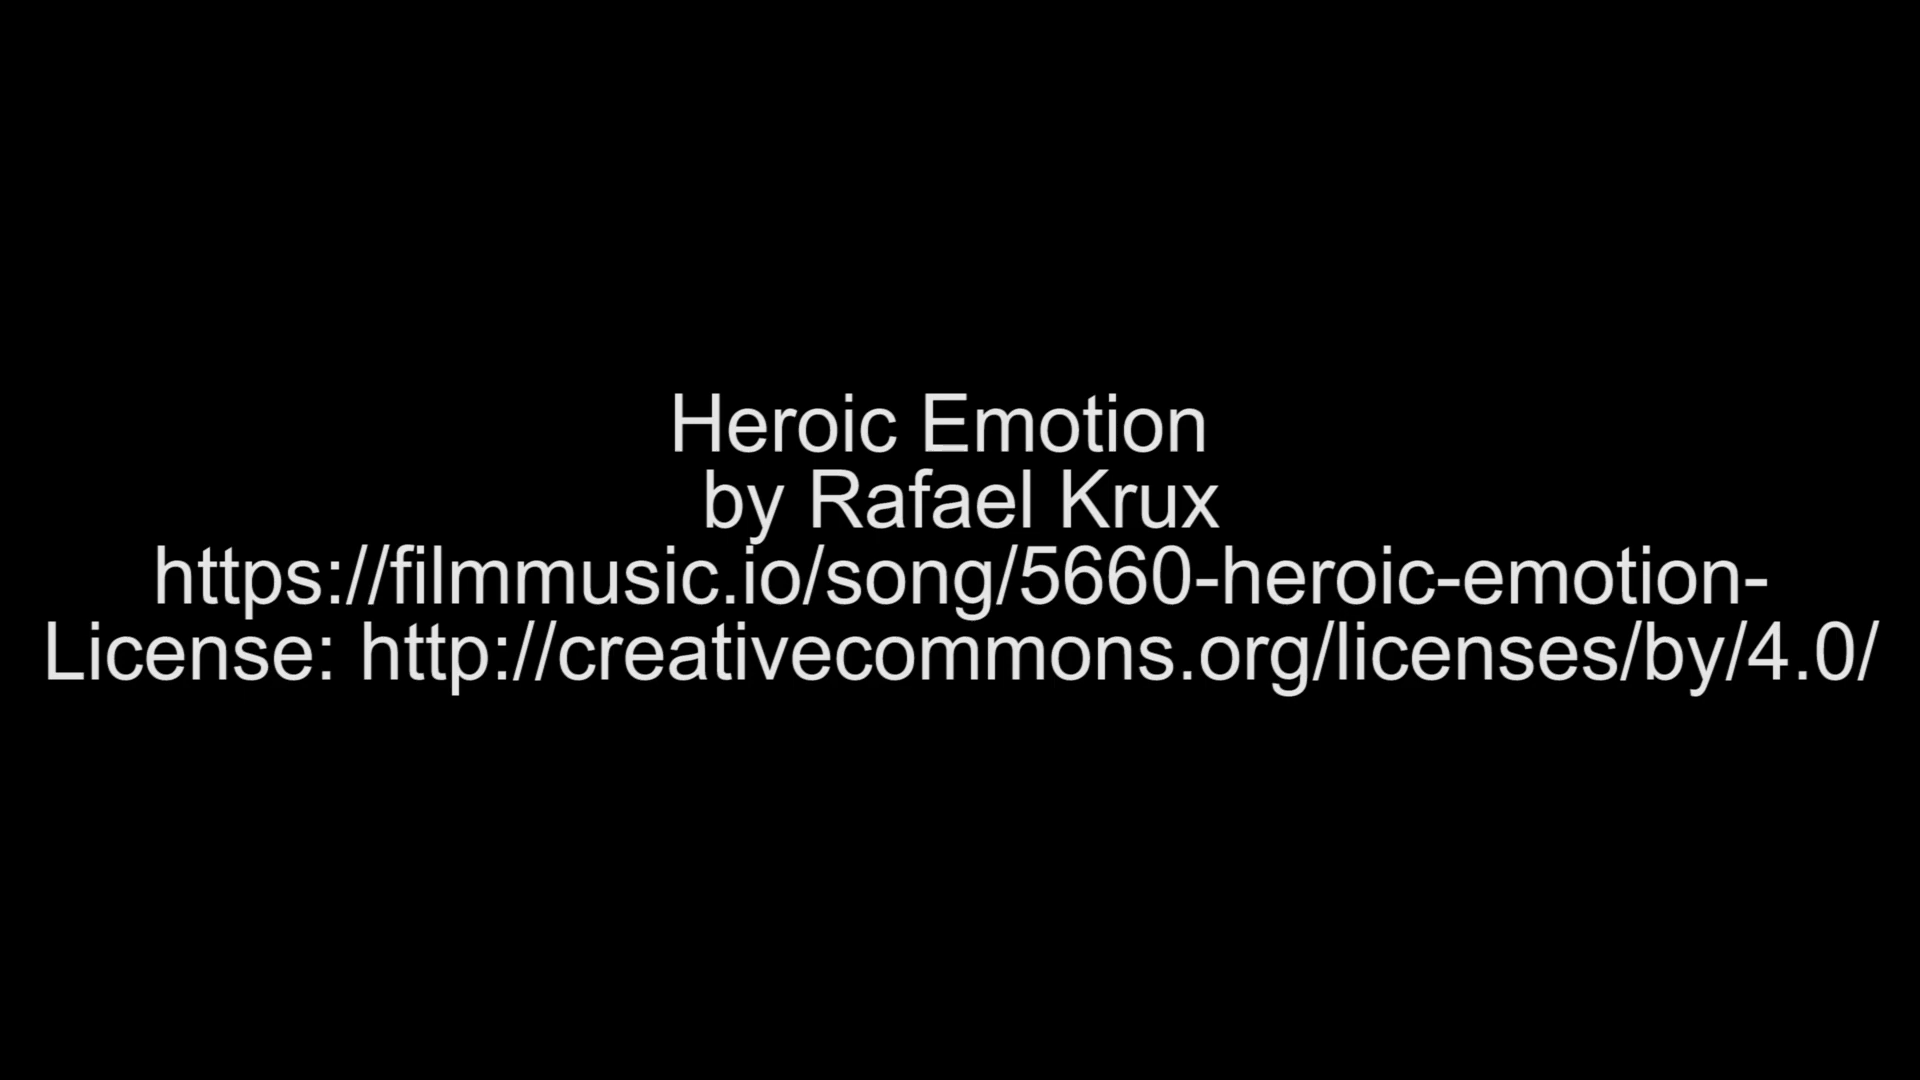 Heroic Emotion
by Rafael Krux
https://filmmusic.io/song/5660-heroic-emotion-
License: http://creativecommons.org/licenses/by/4.0/